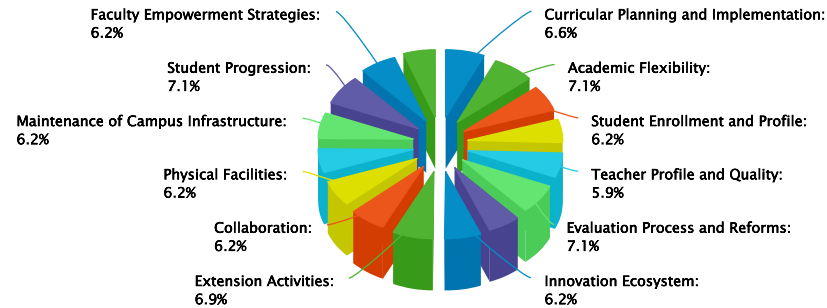 Faculty Empowerment Strategies:
6.2%
Student Progression:
7.1%
Maintenance of Campus Infrastructure:
6.2%
Physical Facilities:
6.2%
Collaboration:
6.2%
Extension Activities:
6.9%
Curricular Planning and Implementation:
6.6%
Academic Flexibility:
7.1%
Student Enrollment and Profile:
6.2%
Teacher Profile and Quality:
5.9%
Evaluation Process and Reforms:
7.1%
Innovation Ecosystem:
6.2%